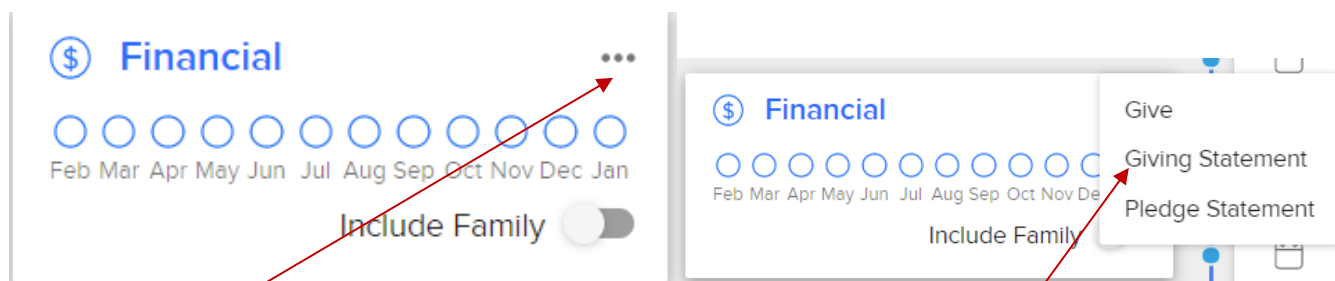 $ Financial
Feb Mar Apr May Jun Jul Aug Sep Oct Nov Dec Jan
Include Family
$ Financial
Feb Mar Apr May Jun Jul Aug Sep Oct Nov De
Include Family
Give
Giving Statement
Pledge Statement